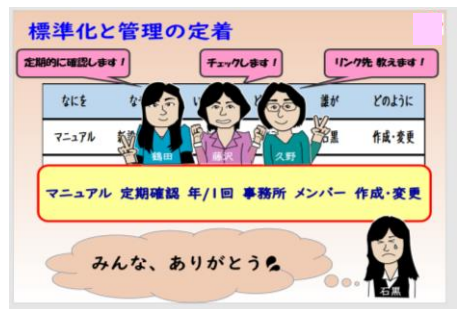 標準化と管理の定着
定期的に確認します!
チェックします!
リンク先 教えます!
なにを
誰が
どのように
マニュアル
作成・変更
鶴田
藤沢
久野
マニュアル 定期確認 年/1回 事務所 メンバー 作成・変更
みんな、ありがとう
石黒